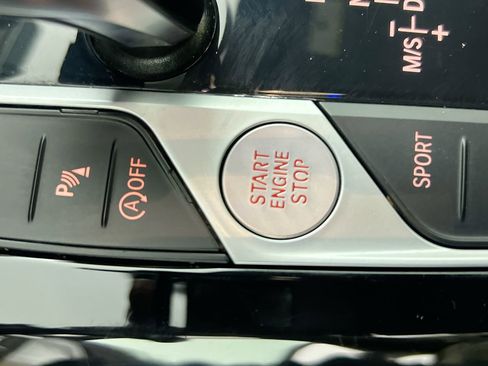 M/S
D
+
SPORT
START
ENGINE
STOP
A OFF
P